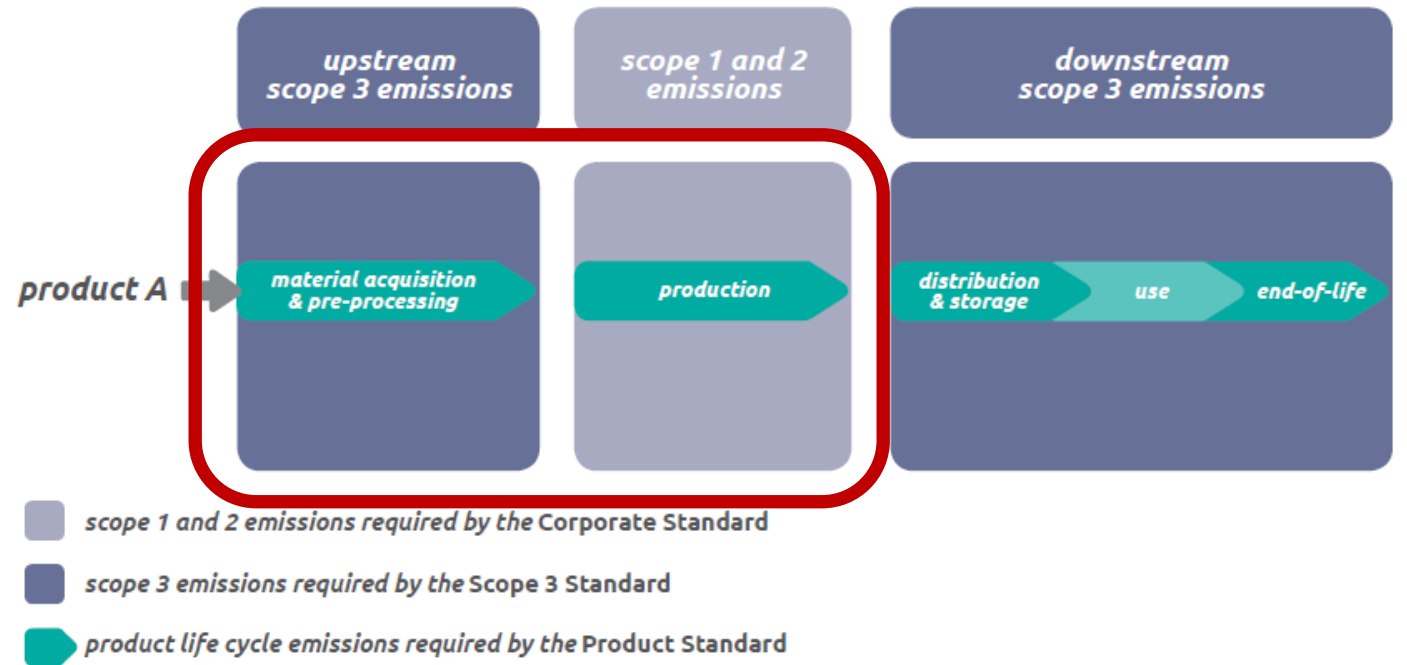 upstream
scope 3 emissions
scope 1 and 2
emissions
downstream
scope 3 emissions
product A
material acquisition
& pre-processing
production
distribution
& storage
use
end-of-life
scope 1 and 2 emissions required by the Corporate Standard
scope 3 emissions required by the Scope 3 Standard
product life cycle emissions required by the Product Standard